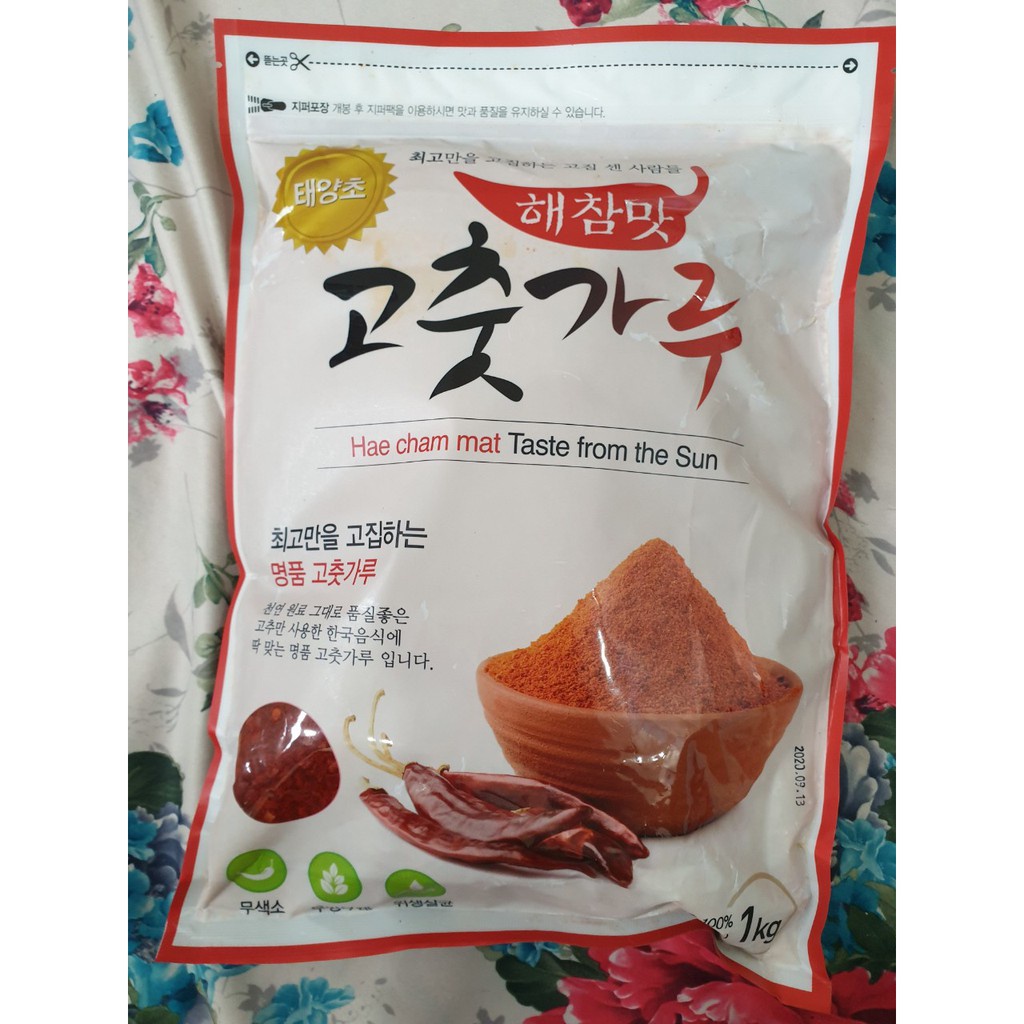 뜯는곳
지퍼포장 개봉 후 지퍼팩을 이용하시면 맛과 품질을 유지하실 수 있습니다.
최고만을 고집하는 고집 센 사람들
태양초
해참맛
고춧가루
Hae cham mat Taste from the Sun
최고만을 고집하는
명품 고춧가루
천연 원료 그대로 품질좋은
고추만 사용한 한국음식에
딱 맞는 명품 고춧가루 입니다.
2020.09.13
무색소
위생살균
100%
1kg